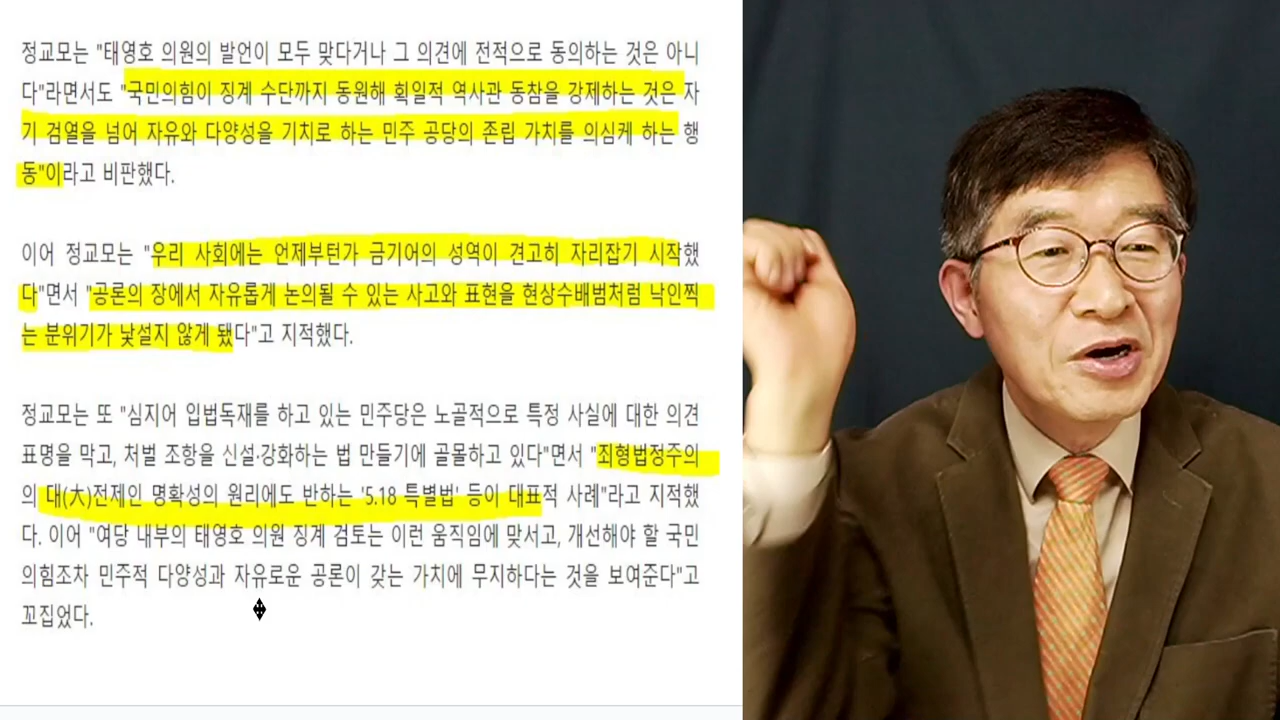 정교모는 "태영호 의원의 발언이 모두 맞다거나 그 의견에 전적으로 동의하는 것은 아니
다"라면서도 "국민의힘이 징계 수단까지 동원해 획일적 역사관 동참을 강제하는 것은 자
기 검열을 넘어 자유와 다양성을 기치로 하는 민주 공당의 존립 가치를 의심케 하는 행
동"이라고 비판했다.
이어 정교모는 "우리 사회에는 언제부턴가 금기어의 성역이 견고히 자리잡기 시작했
다"면서 "공론의 장에서 자유롭게 논의될 수 있는 사고와 표현을 현상수배범처럼 낙인찍
는 분위기가 낯설지 않게 됐다"고 지적했다.
정교모는 또 "심지어 입법독재를 하고 있는 민주당은 노골적으로 특정 사실에 대한 의견
표명을 막고, 처벌 조항을 신설·강화하는 법 만들기에 골몰하고 있다"면서 "죄형법정주의
의 대(大)전제인 명확성의 원리에도 반하는 '5.18 특별법' 등이 대표적 사례"라고 지적했
다. 이어 "여당 내부의 태영호 의원 징계 검토는 이런 움직임에 맞서고, 개선해야 할 국민
의힘조차 민주적 다양성과 자유로운 공론이 갖는 가치에 무지하다는 것을 보여준다"고
꼬집었다.